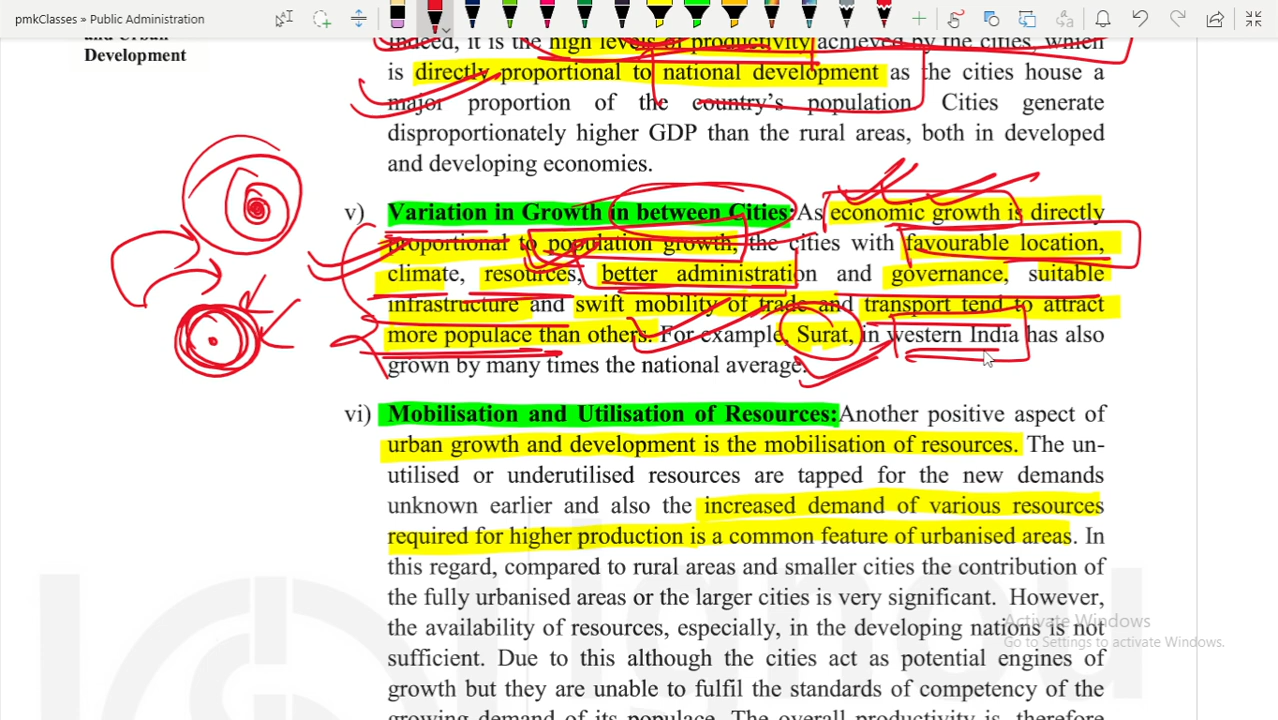 pmkClasses » Public Administration
and Urban
Development
Indeed, it is the high levels of productivity achieved by the cities, which
is directly proportional to national development as the cities house a
major proportion of the country's population. Cities generate
disproportionately higher GDP than the rural areas, both in developed
and developing economies.
v) Variation in Growth in between Cities: As economic growth is directly
proportional to population growth, the cities with favourable location,
climate, resources, better administration and governance, suitable
infrastructure and swift mobility of trade and transport tend to attract
more populace than others. For example, Surat, in western India has also
grown by many times the national average.
vi) Mobilisation and Utilisation of Resources:Another positive aspect of
urban growth and development is the mobilisation of resources. The un-
utilised or underutilised resources are tapped for the new demands
unknown earlier and also the increased demand of various resources
required for higher production is a common feature of urbanised areas. In
this regard, compared to rural areas and smaller cities the contribution of
the fully urbanised areas or the larger cities is very significant. However,
the availability of resources, especially, in the developing nations is not
sufficient. Due to this although the cities act as potential engines of
growth but they are unable to fulfil the standards of competency of the
growing demand of its populace. The overall productivity is, therefore
ignou
Activate Windows
Go to Settings to activate Windows.